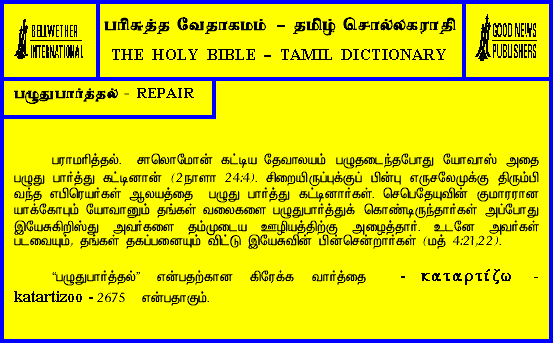 BELLWETHER
INTERNATIONAL
பரிசுத்த வேதாகமம் – தமிழ் சொல்லகராதி
THE HOLY BIBLE – TAMIL DICTIONARY
GOOD NEWS
PUBLISHERS
பழுதுபார்த்தல் - REPAIR
பராமரித்தல். சாலொமோன் கட்டிய தேவாலயம் பழுதடைந்தபோது யோவாஸ் அதை
பழுது பார்த்து கட்டினான் (2நாளா 24:4). சிறையிருப்புக்குப் பின்பு எருசலேமுக்கு திரும்பி
வந்த எபிரெயர்கள் ஆலயத்தை பழுது பார்த்து கட்டினார்கள். செபெதேயுவின் குமாரரான
யாக்கோபும் யோவானும் தங்கள் வலைகளை பழுதுபார்த்துக் கொண்டிருந்தார்கள் அப்போது
இயேசுகிறிஸ்து அவர்களை தம்முடைய ஊழியத்திற்கு அழைத்தார். உடனே அவர்கள்
படவையும், தங்கள் தகப்பனையும் விட்டு இயேசுவின் பின்சென்றார்கள் (மத் 4:21,22).
“பழுதுபார்த்தல்” என்பதற்கான கிரேக்க வார்த்தை - καταρτίζω -
katartizoo - 2675 என்பதாகும்.